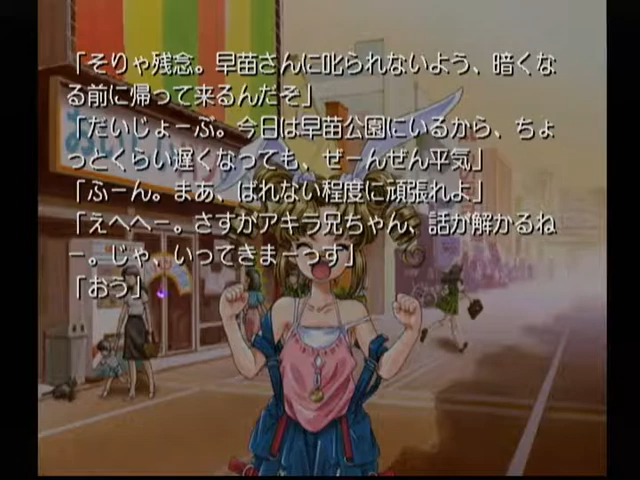 「そりゃ残念。早苗さんに叱られないよう、暗くな
る前に帰って来るんだぞ」
「だいじょーぶ。今日は早苗公園にいるから、ちょ
っとくらい遅くなっても、ぜーんぜん平気」
「ふーん。まあ、ばれない程度に頑張れよ」
「えへへー。さすがアキラ兄ちゃん、話が解かるね
ー。じゃ、いってきまーっす」
「おう」